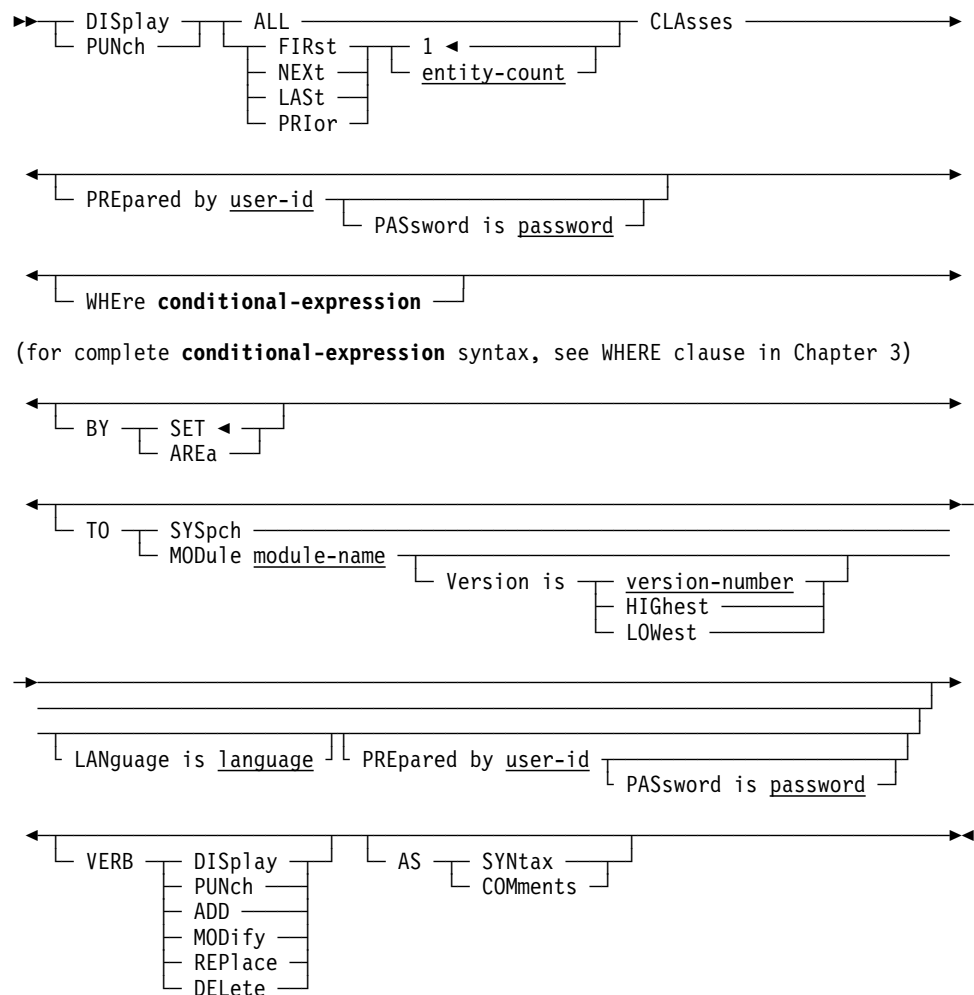 DISplay ALL CLAsses
PUNch FIRst 1
NEXt entity-count
LASt
PRIor
PREpared by user-id
PASsword is password
WHEre conditional-expression
(for complete conditional-expression syntax, see WHERE clause in Chapter 3)
BY SET
AREa
TO SYSpch
MODule module-name
Version is version-number
HIGhest
LOWest
LANguage is language PREpared by user-id
PASsword is password
VERB DISplay AS SYNtax
PUNch COMments
ADD
MODify
REPlace
DELete